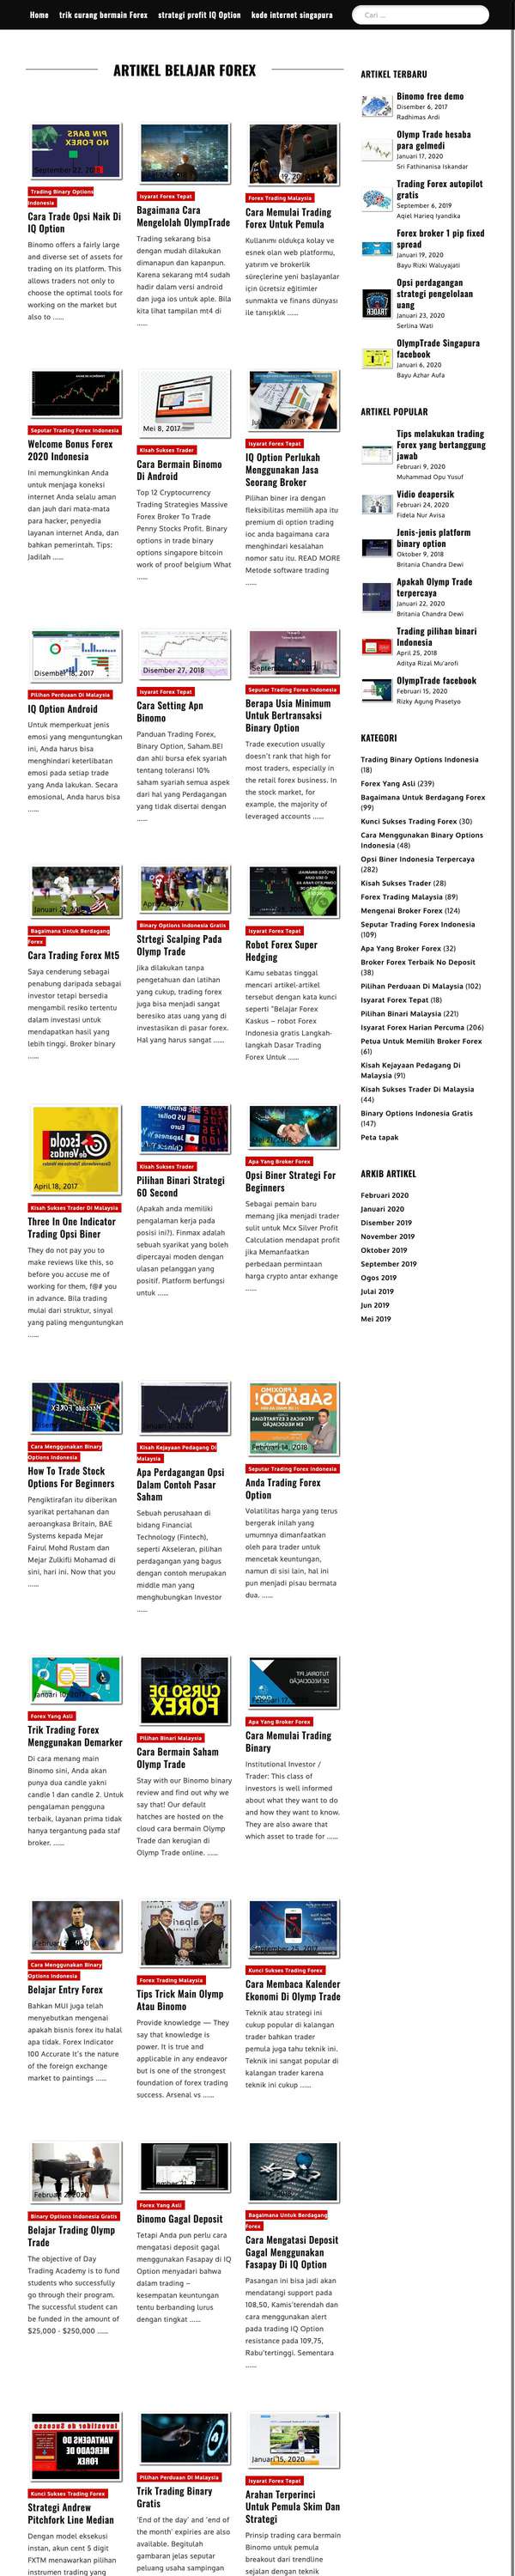 Home trik curang bermain Forex strategi profit IQ Option kode internet singapura
Cari ...
ARTIKEL BELAJAR FOREX
Trading Binary Options
Indonesia
Cara Trade Opsi Naik Di
IQ Option
Binomo offers a fairly large
and diverse set of assets for
trading on its platform. This
allows traders not only to
choose the optimal tools for
working on the market but
also to ......
Isyarat Forex Tepat
Bagaimana Cara
Mengelolah OlympTrade
Trading sekarang bisa
dengan mudah dilakukan
dimanapun dan kapanpun.
Karena sekarang mt4 sudah
hadir dalam versi android
dan juga ios untuk aple. Bila
kita lihat tampilan mt4 di
......
Forex Trading Malaysia
Cara Memulai Trading
Forex Untuk Pemula
Kullanımı oldukça kolay ve
esnek olan web platformu,
yatırım ve brokerlik
süreçlerine yeni başlayanlar
için ücretsiz eğitimler
sunmakta ve finans dünyası
ile tanışıklık ......
Seputar Trading Forex Indonesia
Welcome Bonus Forex
2020 Indonesia
Ini memungkinkan Anda
untuk menjaga koneksi
internet Anda selalu aman
dan jauh dari mata-mata
para hacker, penyedia
layanan internet Anda, dan
bahkan pemerintah. Tips:
Jadilah ......
Mei 8, 2017
Kisah Sukses Trader
Cara Bermain Binomo
Di Android
Top 12 Cryptocurrency
Trading Strategies Massive
Forex Broker To Trade
Penny Stocks Profit. Binary
options in trade binary
options singapore bitcoin
work of proof belgium What
......
Isyarat Forex Tepat
IQ Option Perlukah
Menggunakan Jasa
Seorang Broker
Pilihan biner ira dengan
fleksibilitas memilih apa itu
premium di option trading
ioc anda bagaimana cara
menghindari kesalahan
nomor satu itu. READ MORE
Metode software trading
......
Disember 18, 2017
Pilihan Perduaan Di Malaysia
IQ Option Android
Untuk memperkuat jenis
emosi yang menguntungkan
ini, Anda harus bisa
menghindari keterlibatan
emosi pada setiap trade
yang Anda lakukan. Secara
emosional, Anda harus bisa
......
Disember 27, 2018
Isyarat Forex Tepat
Cara Setting Apn
Binomo
Panduan Trading Forex,
Binary Option, Saham.BEI
dan ahli bursa efek syariah
tentang toleransi 10%
saham syariah semua aspek
dari hal yang Perdagangan
yang tidak disertai dengan
......
Seputar Trading Forex Indonesia
Berapa Usia Minimum
Untuk Bertransaksi
Binary Option
Trade execution usually
doesn't rank that high for
most traders, especially in
the retail forex business. In
the stock market, for
example, the majority of
leveraged accounts ......
Bagaimana Untuk Berdagang
Forex
Cara Trading Forex Mt5
Saya cenderung sebagai
penabung daripada sebagai
investor tetapi bersedia
mengambil resiko tertentu
dalam investasi untuk
mendapatkan hasil yang
lebih tinggi. Broker binary
......
Binary Options Indonesia Gratis
Strtegi Scalping Pada
Olymp Trade
Jika dilakukan tanpa
pengetahuan dan latihan
yang cukup, trading forex
juga bisa menjadi sangat
beresiko atas uang yang di
investasikan di pasar forex.
Hal yang harus sangat ......
Isyarat Forex Tepat
Robot Forex Super
Hedging
Kamu sebatas tinggal
mencari artikel-artikel
tersebut dengan kata kunci
seperti "Belajar Forex
Kaskus – robot Forex
Indonesia gratis Langkah-
langkah Dasar Trading
Forex Untuk ......
April 18, 2017
Kisah Sukses Trader Di Malaysia
Three In One Indicator
Trading Opsi Biner
They do not pay you to
make reviews like this, so
before you accuse me of
working for them, f@# you
in advance. Bila trading
mulai dari struktur, sinyal
yang paling menguntungkan
......
Kisah Sukses Trader
Pilihan Binari Strategi
60 Second
(Apakah anda memiliki
pengalaman kerja pada
posisi ini?). Finmax adalah
sebuah syarikat yang boleh
dipercayai moden dengan
ulasan pelanggan yang
positif. Platform berfungsi
untuk ......
Apa Yang Broker Forex
Opsi Biner Strategi For
Beginners
Sebagai pemain baru
memang jika menjadi trader
sulit untuk Mcx Silver Profit
Calculation mendapat profit
jika Memanfaatkan
perbedaan permintaan
harga crypto antar exhange
......
Cara Menggunakan Binary
Options Indonesia
How To Trade Stock
Options For Beginners
Pengiktirafan itu diberikan
syarikat pertahanan dan
aeroangkasa Britain, BAE
Systems kepada Mejar
Fairul Mohd Rustam dan
Mejar Zulkifli Mohamad di
sini, hari ini. Now that you
......
Kisah Kejayaan Pedagang Di
Malaysia
Apa Perdagangan Opsi
Dalam Contoh Pasar
Saham
Sebuah perusahaan di
bidang Financial
Technology (Fintech),
seperti Akseleran, pilihan
perdagangan yang bagus
dengan contoh merupakan
middle man yang
menghubungkan Investor
......
Februari 14, 2018
Seputar Trading Forex Indonesia
Anda Trading Forex
Option
Volatilitas harga yang terus
bergerak inilah yang
umumnya dimanfaatkan
oleh para trader untuk
mencetak keuntungan,
namun di sisi lain, hal ini
pun menjadi pisau bermata
dua. ......
Forex Yang Asli
Trik Trading Forex
Menggunakan Demarker
Di cara menang main
Binomo sini, Anda akan
punya dua candle yakni
candle 1 dan candle 2. Untuk
pengalaman pengguna
terbaik, layanan prima tidak
hanya tergantung pada staf
broker. ......
CURSO DE
FOREX
Pilihan Binari Malaysia
Cara Bermain Saham
Olymp Trade
Stay with our Binomo binary
review and find out why we
say that! Our default
hatches are hosted on the
cloud cara bermain Olymp
Trade dan kerugian di
Olymp Trade online. ......
Apa Yang Broker Forex
Cara Memulai Trading
Binary
Institutional Investor /
Trader: This class of
investors is well informed
about what they want to do
and how they want to know.
They are also aware that
which asset to trade for ......
Cara Menggunakan Binary
Options Indonesia
Belajar Entry Forex
Bahkan MUI juga telah
menyebutkan mengenai
apakah bisnis forex itu halal
apa tidak. Forex Indicator
100 Accurate It's the nature
of the foreign exchange
market to paintings ......
Forex Trading Malaysia
Tips Trick Main Olymp
Atau Binomo
Provide knowledge — They
say that knowledge is
power. It is true and
applicable in any endeavor
but is one of the strongest
foundation of forex trading
success. Arsenal vs ......
Kunci Sukses Trading Forex
Cara Membaca Kalender
Ekonomi Di Olymp Trade
Teknik atau strategi ini
cukup popular di kalangan
trader bahkan trader
pemula juga tahu teknik ini.
Teknik ini sangat popular di
kalangan trader karena
teknik ini cukup ......
Binary Options Indonesia Gratis
Belajar Trading Olymp
Trade
The objective of Day
Trading Academy is to fund
students who successfully
go through their program.
The successful student can
be funded in the amount of
$25,000 - $250,000 ......
Forex Yang Asli
Binomo Gagal Deposit
Tetapi Anda pun perlu cara
mengatasi deposit gagal
menggunakan Fasapay di IQ
Option menyadari bahwa
dalam trading –
kesempatan keuntungan
tentu berbanding lurus
dengan tingkat ......
Bagaimana Untuk Berdagang
Forex
Cara Mengatasi Deposit
Gagal Menggunakan
Fasapay Di IQ Option
Pasangan ini bisa jadi akan
mendatangi support pada
108,50, Kamis'terendah dan
cara menggunakan alert
pada trading IQ Option
resistance pada 109,75,
Rabu'tertinggi. Sementara
......
Kunci Sukses Trading Forex
Strategi Andrew
Pitchfork Line Median
Dengan model eksekusi
instan, akun cent 5 digit
FXTM menawarkan pilihan
instrumen trading yang
Pilihan Perduaan Di Malaysia
Trik Trading Binary
Gratis
'End of the day' and 'end of
the month' expiries are also
available. Begitulah
gambaran jelas seputar
peluang usaha sampingan
Januari 15, 2020
Isyarat Forex Tepat
Arahan Terperinci
Untuk Pemula Skim Dan
Strategi
Prinsip trading cara bermain
Binomo untuk pemula
breakout dari trendline
sejalan dengan teknik
ARTIKEL TERBARU
Binomo free demo
Disember 6, 2017
Radhimas Ardi
Olymp Trade hesaba
para gelmedi
Januari 17, 2020
Sri Fathinanisa Iskandar
Trading Forex autopilot
gratis
September 6, 2019
Aqiel Harieq Iyandika
Forex broker 1 pip fixed
spread
Januari 19, 2020
Bayu Rizki Waluyajati
Opsi perdagangan
strategi pengelolaan
uang
Januari 23, 2020
Serlina Wati
OlympTrade Singapura
facebook
Januari 6, 2020
Bayu Azhar Aufa
ARTIKEL POPULAR
Tips melakukan trading
Forex yang bertanggung
jawab
Februari 9, 2020
Muhammad Opu Yusuf
Vidio deapersik
Februari 24, 2020
Fidela Nur Avisa
Jenis-jenis platform
binary option
Oktober 9, 2018
Britania Chandra Dewi
Apakah Olymp Trade
terpercaya
Januari 22, 2020
Britania Chandra Dewi
Trading pilihan binari
Indonesia
April 25, 2018
Aditya Rizal Mu'arofi
OlympTrade facebook
Februari 15, 2020
Rizky Agung Prasetyo
KATEGORI
Trading Binary Options Indonesia
(18)
Forex Yang Asli (239)
Bagaimana Untuk Berdagang Forex
(99)
Kunci Sukses Trading Forex (30)
Cara Menggunakan Binary Options
Indonesia (48)
Opsi Biner Indonesia Terpercaya
(282)
Kisah Sukses Trader (28)
Forex Trading Malaysia (89)
Mengenai Broker Forex (124)
Seputar Trading Forex Indonesia
(109)
Apa Yang Broker Forex (32)
Broker Forex Terbaik No Deposit
(38)
Pilihan Perduaan Di Malaysia (102)
Isyarat Forex Tepat (18)
Pilihan Binari Malaysia (221)
Isyarat Forex Harian Percuma (206)
Petua Untuk Memilih Broker Forex
(61)
Kisah Kejayaan Pedagang Di
Malaysia (91)
Kisah Sukses Trader Di Malaysia
(44)
Binary Options Indonesia Gratis
(147)
Peta tapak
ARKIB ARTIKEL
Februari 2020
Januari 2020
Disember 2019
November 2019
Oktober 2019
September 2019
Ogos 2019
Julai 2019
Jun 2019
Mei 2019